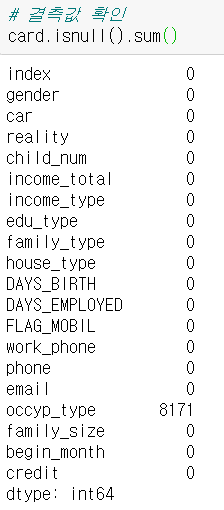 # 결측값 확인
card.isnull().sum()
index 0
gender 0
car 0
reality 0
child_num 0
income_total 0
income_type 0
edu_type 0
family_type 0
house_type 0
DAYS_BIRTH 0
DAYS_EMPLOYED 0
FLAG_MOBIL 0
work_phone 0
phone 0
email 0
occyp_type 8171
family_size 0
begin_month 0
credit 0
dtype: int64